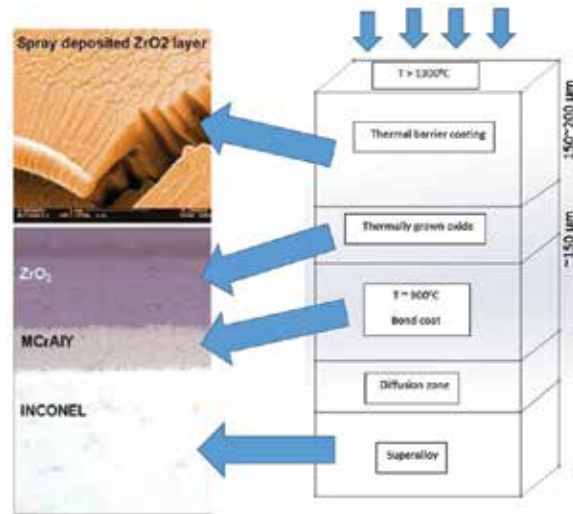 Spray deposited ZrO2 layer
ZrO₂
MCrAlY
INCONEL
T > 1300°C
Thermal barrier coating
Thermally grown oxide
T ~ 900°C
Bond coat
Diffusion zone
Superalloy
150~200 µm
~150 µm